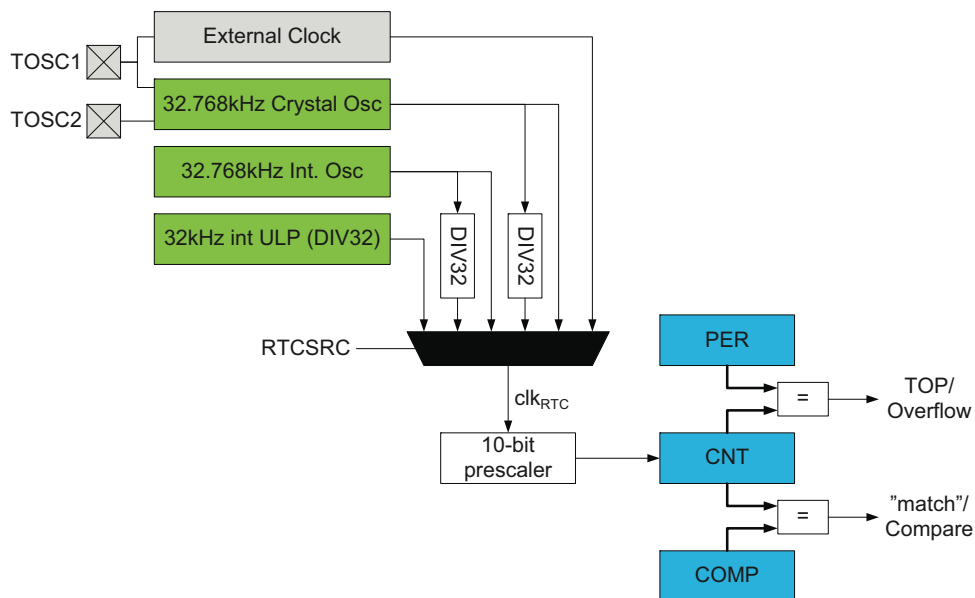 External Clock
TOSC1
32.768kHz Crystal Osc
TOSC2
32.768kHz Int. Osc
32kHz int ULP (DIV32)
DIV32
DIV32
RTCSRC
PER
clkRTC
=
TOP/
Overflow
10-bit
prescaler
CNT
=
”match”/
Compare
COMP